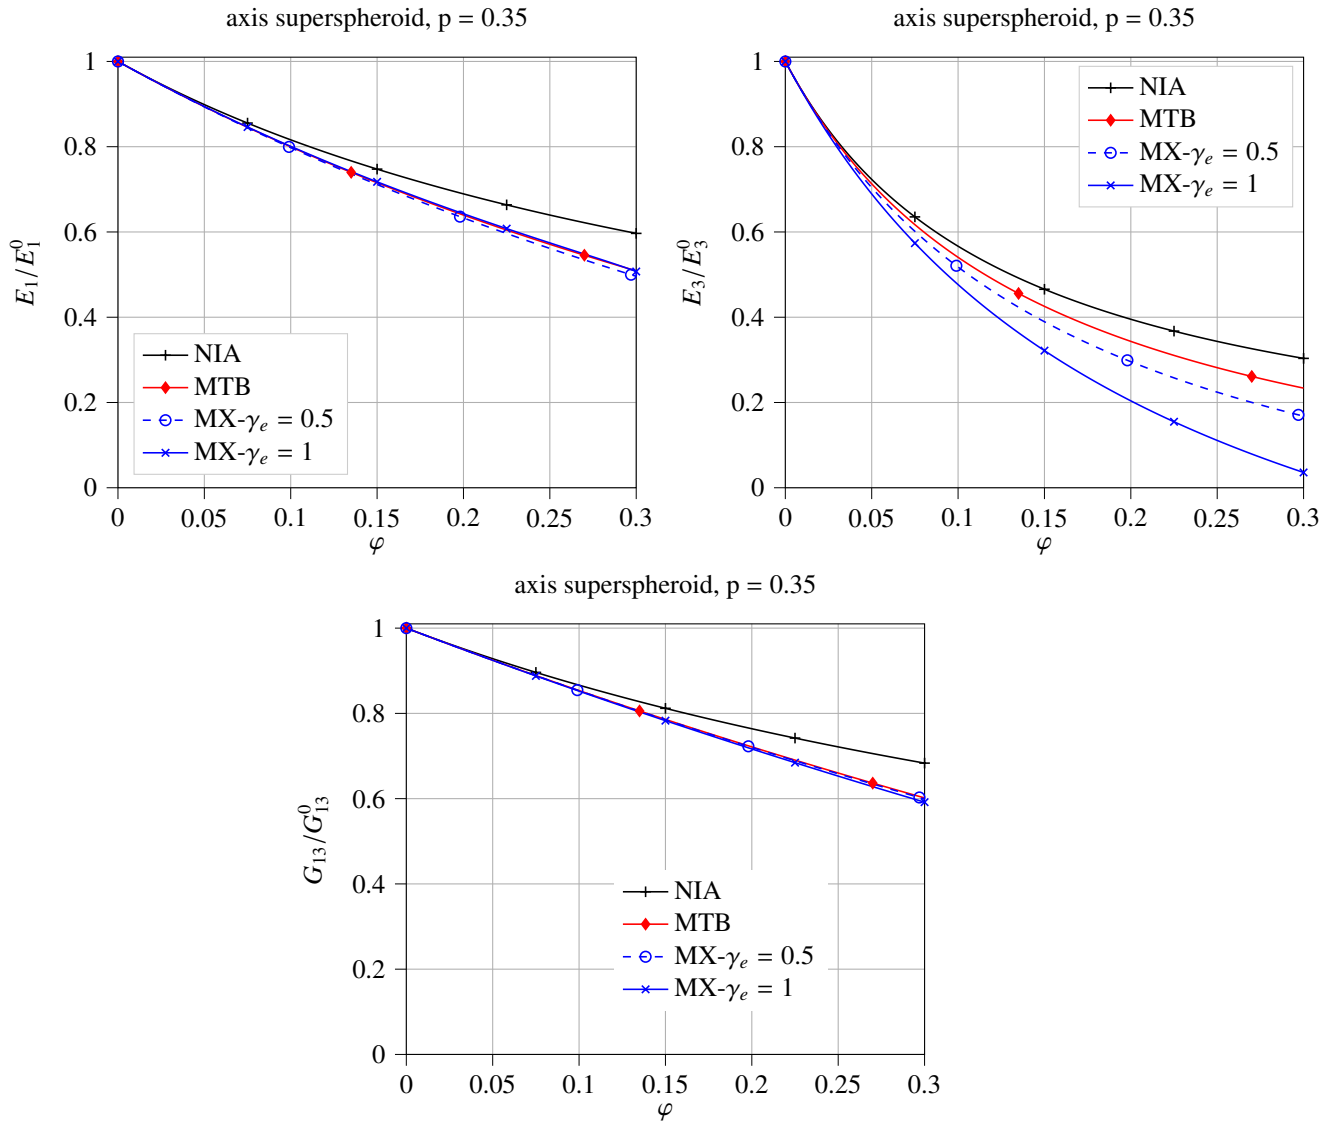 axis superspheroid, p = 0.35
E₁/E₁⁰
1
0.8
0.6
0.4
0.2
0
NIA
MTB
MX-γₑ = 0.5
MX-γₑ = 1
0 0.05 0.1 0.15 0.2 0.25 0.3
φ
axis superspheroid, p = 0.35
E₃/E₃⁰
1
0.8
0.6
0.4
0.2
0
NIA
MTB
MX-γₑ = 0.5
MX-γₑ = 1
0 0.05 0.1 0.15 0.2 0.25 0.3
φ
axis superspheroid, p = 0.35
G₁₃/G₁₃⁰
1
0.8
0.6
0.4
0.2
0
NIA
MTB
MX-γₑ = 0.5
MX-γₑ = 1
0 0.05 0.1 0.15 0.2 0.25 0.3
φ